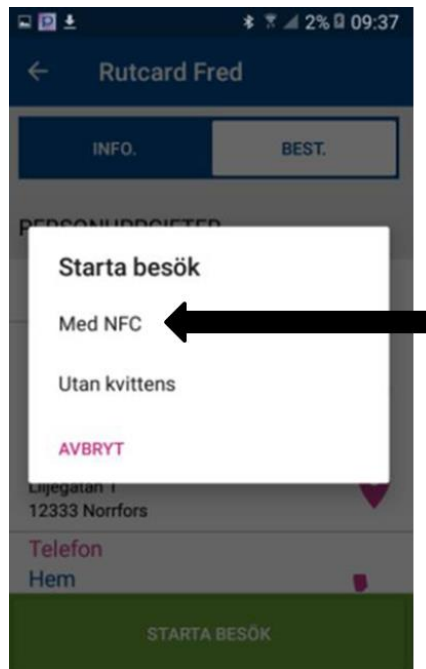 2% 09:37
Rutcard Fred
INFO. BEST.
PERSONUPPGIFTER
Starta besök
Med NFC
Utan kvittens
AVBRYT
Liljegatan 1
12333 Norrfors
Telefon
Hem
STARTA BESÖK